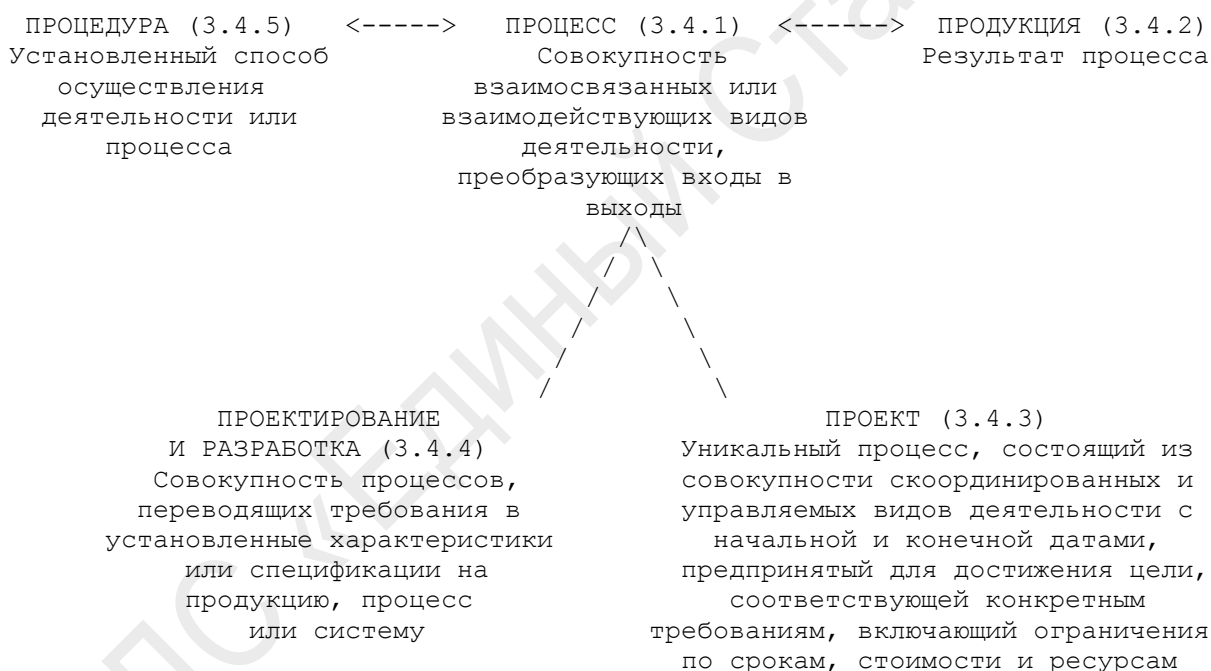 ПРОЦЕДУРА (3.4.5) <-----> ПРОЦЕСС (3.4.1) <------> ПРОДУКЦИЯ (3.4.2)
Установленный способ Совокупность Результат процесса
осуществления взаимосвязанных или
деятельности или взаимодействующих видов
процесса деятельности,
преобразующих входы в
выходы
ПРОЕКТИРОВАНИЕ ПРОЕКТ (3.4.3)
И РАЗРАБОТКА (3.4.4) Уникальный процесс, состоящий из
Совокупность процессов, совокупности скоординированных и
переводящих требования в управляемых видов деятельности с
установленные характеристики начальной и конечной датами,
или спецификации на предпринятый для достижения цели,
продукцию, процесс соответствующей конкретным
или систему требованиям, включающий ограничения
по срокам, стоимости и ресурсам
ПС «Единый Ста